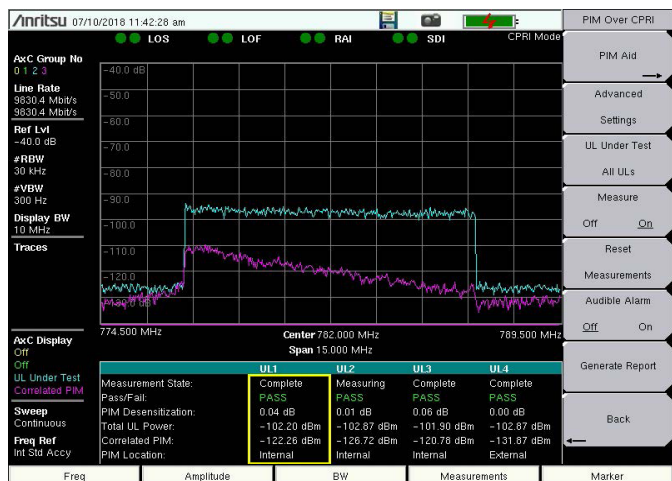 Anritsu 07/10/2018 11:42:28 am
PIM Over CPRI
LOS LOF RAI SDI CPRI Mode
AxC Group No
0 1 2 3
Line Rate
9830.4 Mbit/s
9830.4 Mbit/s
Ref Lvl
-40.0 dB
#RBW
30 kHz
#VBW
300 Hz
Display BW
10 MHz
Traces
AxC Display
Off
Off
UL Under Test
Correlated PIM
Sweep
Continuous
Freq Ref
Int Std Accy
-40.0 dB
-50.0
-60.0
-70.0
-80.0
-90.0
-100.0
-110.0
-120.0
-130.0 dB
774.500 MHz Center 782.000 MHz 789.500 MHz
Span 15.000 MHz
UL1 UL2 UL3 UL4
Measurement State: Complete Measuring Complete Complete
Pass/Fail: PASS PASS PASS PASS
PIM Desensitization: 0.04 dB 0.01 dB 0.06 dB 0.00 dB
Total UL Power: -102.20 dBm -102.87 dBm -101.90 dBm -102.87 dBm
Correlated PIM: -122.26 dBm -126.72 dBm -120.78 dBm -131.87 dBm
PIM Location: Internal Internal Internal External
PIM Aid
Advanced
Settings
UL Under Test
All ULs
Measure
Off On
Reset
Measurements
Audible Alarm
Off On
Generate Report
Back
Freq Amplitude BW Measurements Marker